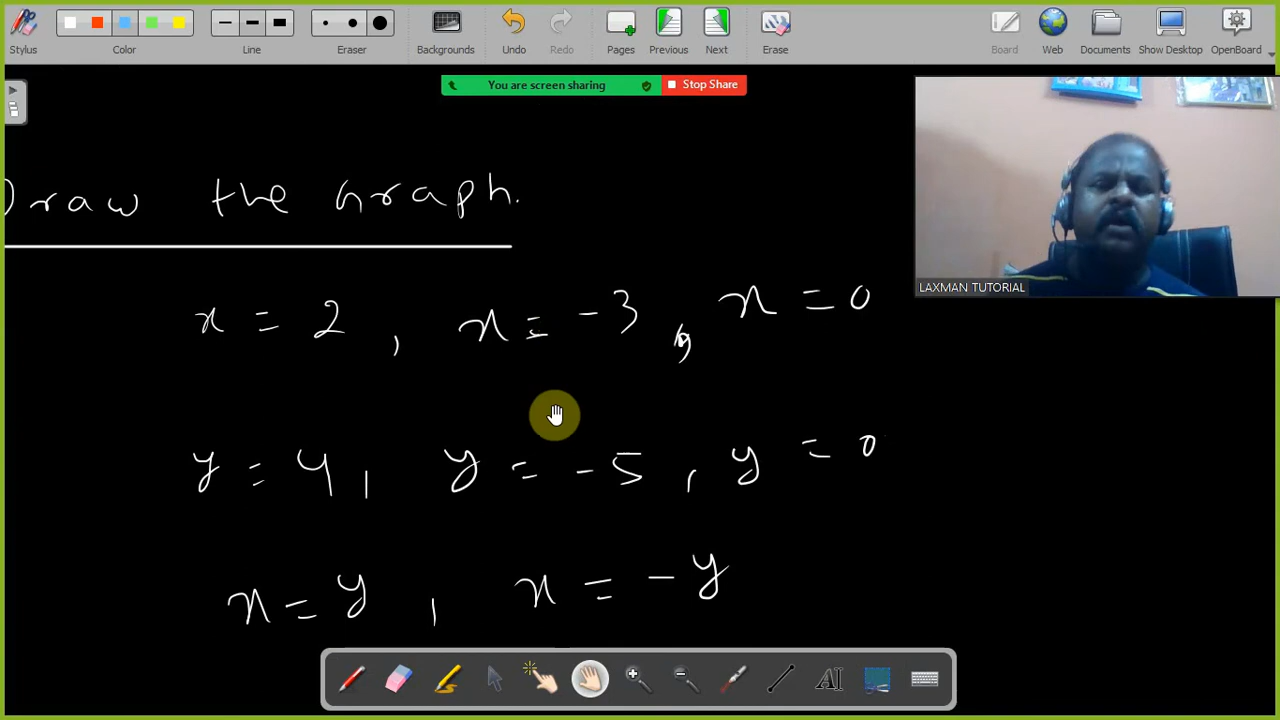 Stylus Color Line Eraser Backgrounds Undo Redo Pages Previous Next Erase Board Web Documents Show Desktop OpenBoard
You are screen sharing Stop Share
Draw the Graph.
LAXMAN TUTORIAL
x = 2 , x = -3 , x = 0
y = 4 , y = -5 , y = 0
x = y , x = -y
AI